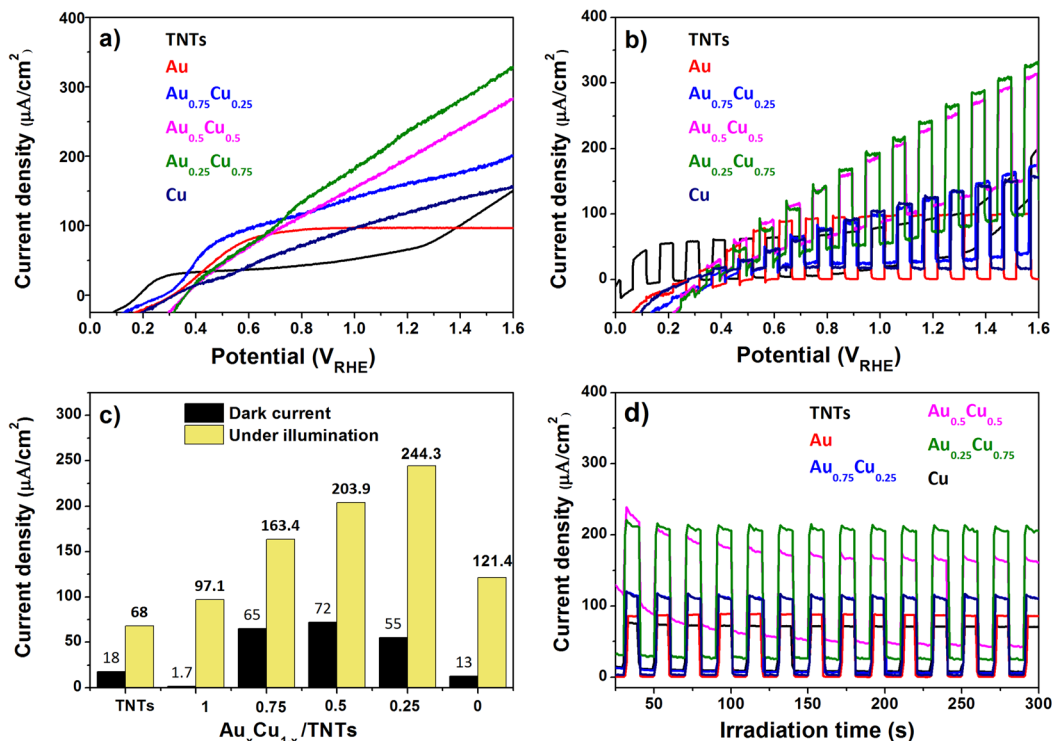 a)
TNTs
Au
Au0.75Cu0.25
Au0.5Cu0.5
Au0.25Cu0.75
Cu
Current density (μA/cm2)
400
300
200
100
0
0.0 0.2 0.4 0.6 0.8 1.0 1.2 1.4 1.6
Potential (VRHE)
b)
TNTs
Au
Au0.75Cu0.25
Au0.5Cu0.5
Au0.25Cu0.75
Cu
Current density (μA/cm2)
400
300
200
100
0
0.0 0.2 0.4 0.6 0.8 1.0 1.2 1.4 1.6
Potential (VRHE)
c)
Dark current
Under illumination
Current density (μA/cm2)
300
250
200
150
100
50
0
18 68 1.7 97.1 65 163.4 72 203.9 55 244.3 13 121.4
TNTs 1 0.75 0.5 0.25 0
AuxCu1-x/TNTs
d)
TNTs
Au
Au0.75Cu0.25
Au0.5Cu0.5
Au0.25Cu0.75
Cu
Current density (μA/cm2)
400
300
200
100
0
50 100 150 200 250 300
Irradiation time (s)